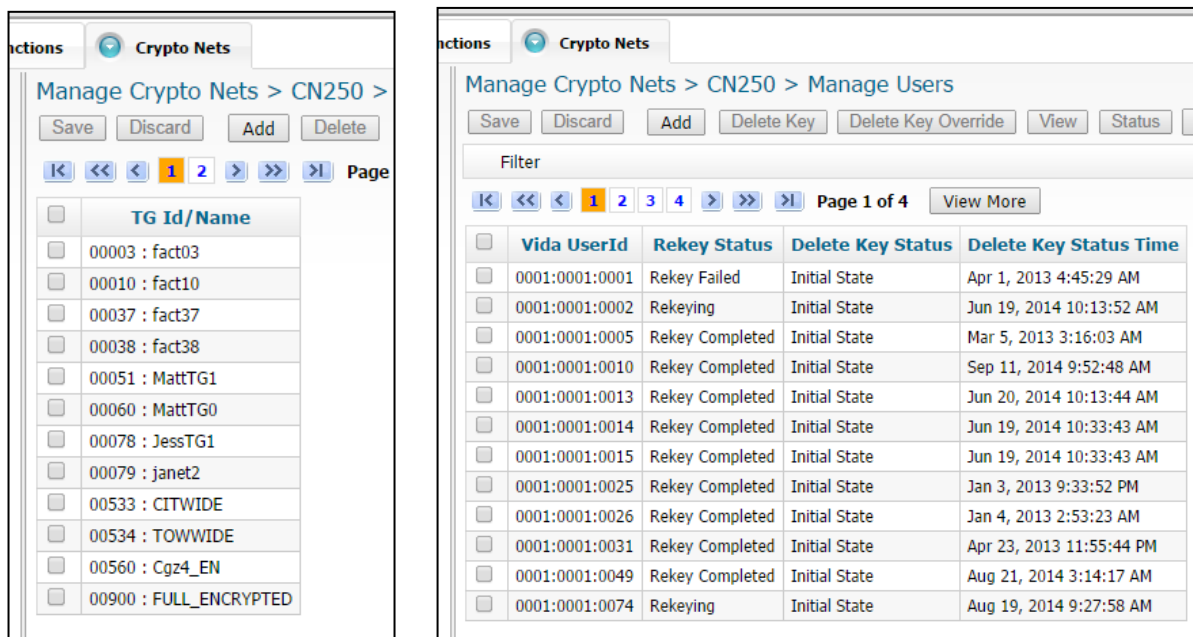 nctions Crypto Nets
Manage Crypto Nets > CN250 >
Save Discard Add Delete
1 2 Page
TG Id/Name
00003 : fact03
00010 : fact10
00037 : fact37
00038 : fact38
00051 : MattTG1
00060 : MattTG0
00078 : JessTG1
00079 : janet2
00533 : CITWIDE
00534 : TOWWIDE
00560 : Cgz4_EN
00900 : FULL_ENCRYPTED
nctions Crypto Nets
Manage Crypto Nets > CN250 > Manage Users
Save Discard Add Delete Key Delete Key Override View Status
Filter
1 2 3 4 Page 1 of 4 View More
Vida UserId Rekey Status Delete Key Status Delete Key Status Time
0001:0001:0001 Rekey Failed Initial State Apr 1, 2013 4:45:29 AM
0001:0001:0002 Rekeying Initial State Jun 19, 2014 10:13:52 AM
0001:0001:0005 Rekey Completed Initial State Mar 5, 2013 3:16:03 AM
0001:0001:0010 Rekey Completed Initial State Sep 11, 2014 9:52:48 AM
0001:0001:0013 Rekey Completed Initial State Jun 20, 2014 10:13:44 AM
0001:0001:0014 Rekey Completed Initial State Jun 19, 2014 10:33:43 AM
0001:0001:0015 Rekey Completed Initial State Jun 19, 2014 10:33:43 AM
0001:0001:0025 Rekey Completed Initial State Jan 3, 2013 9:33:52 PM
0001:0001:0026 Rekey Completed Initial State Jan 4, 2013 2:53:23 AM
0001:0001:0031 Rekey Completed Initial State Apr 23, 2013 11:55:44 PM
0001:0001:0049 Rekey Completed Initial State Aug 21, 2014 3:14:17 AM
0001:0001:0074 Rekeying Initial State Aug 19, 2014 9:27:58 AM